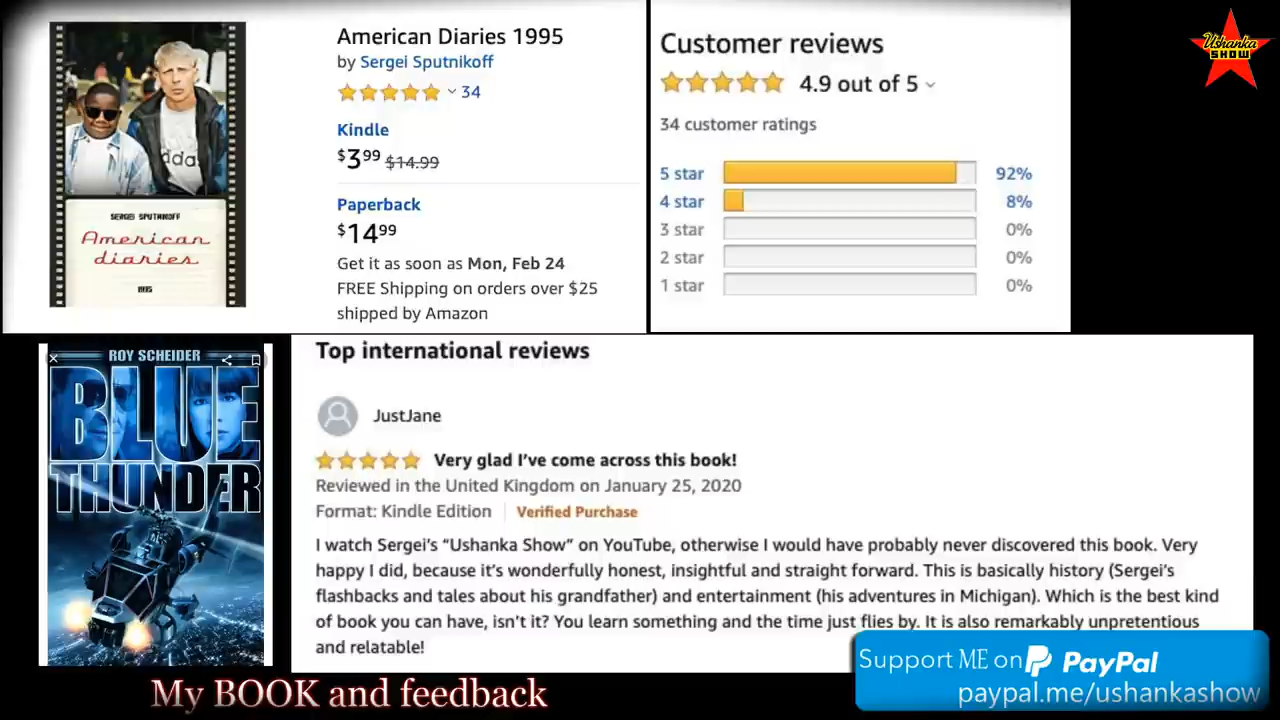 SERGEI SPUTNIKOFF
American
diaries
1995
American Diaries 1995
by Sergei Sputnikoff
34
Kindle
$3.99 $14.99
Paperback
$14.99
Get it as soon as Mon, Feb 24
FREE Shipping on orders over $25
shipped by Amazon
Customer reviews
4.9 out of 5
34 customer ratings
5 star 92%
4 star 8%
3 star 0%
2 star 0%
1 star 0%
Ushanka
SHOW
ROY SCHEIDER
BLUE
THUNDER
Top international reviews
JustJane
Very glad I've come across this book!
Reviewed in the United Kingdom on January 25, 2020
Format: Kindle Edition | Verified Purchase
I watch Sergei's “Ushanka Show” on YouTube, otherwise I would have probably never discovered this book. Very
happy I did, because it's wonderfully honest, insightful and straight forward. This is basically history (Sergei's
flashbacks and tales about his grandfather) and entertainment (his adventures in Michigan). Which is the best kind
of book you can have, isn't it? You learn something and the time just flies by. It is also remarkably unpretentious
and relatable!
Support ME on PayPal
paypal.me/ushankashow
My BOOK and feedback